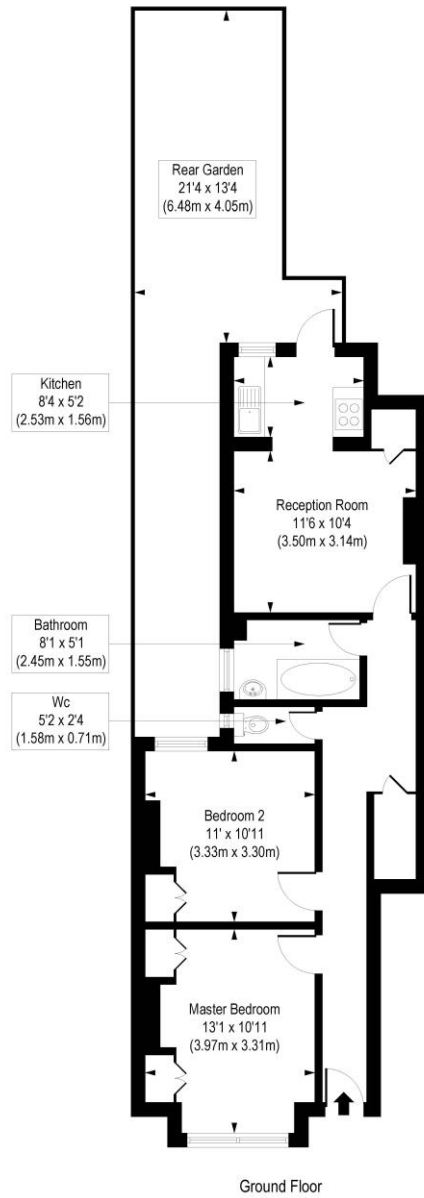 Rear Garden
21'4 x 13'4
(6.48m x 4.05m)
Kitchen
8'4 x 5'2
(2.53m x 1.56m)
Reception Room
11'6 x 10'4
(3.50m x 3.14m)
Bathroom
8'1 x 5'1
(2.45m x 1.55m)
Wc
5'2 x 2'4
(1.58m x 0.71m)
Bedroom 2
11' x 10'11
(3.33m x 3.30m)
Master Bedroom
13'1 x 10'11
(3.97m x 3.31m)
Ground Floor